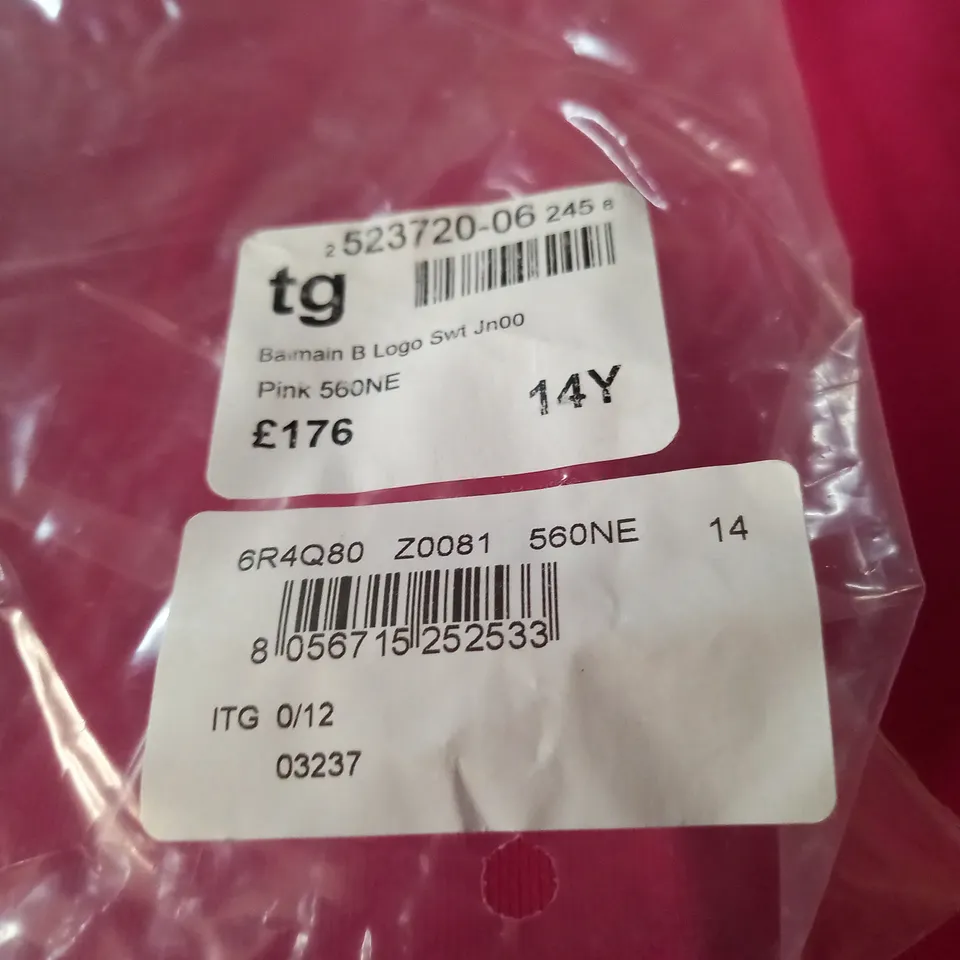 2 523720-06 245 8
tg
Balmain B Logo Swt Jn00
Pink 560NE
14Y
£176
6R4Q80 Z0081 560NE 14
8 056715 252533
ITG 0/12
03237